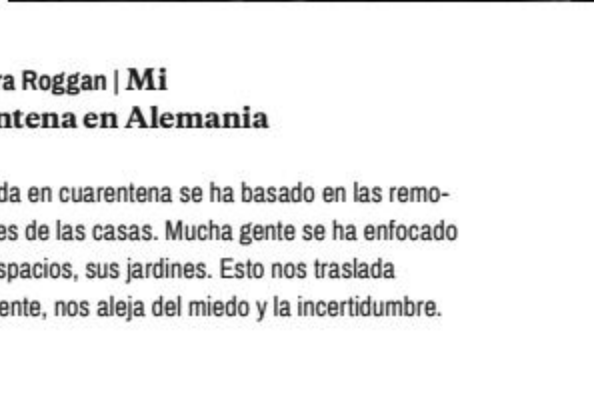 ra Roggan | Mi
ntena en Alemania
da en cuarentena se ha basado en las remo-
es de las casas. Mucha gente se ha enfocado
spacios, sus jardines. Esto nos traslada
ente, nos aleja del miedo y la incertidumbre.